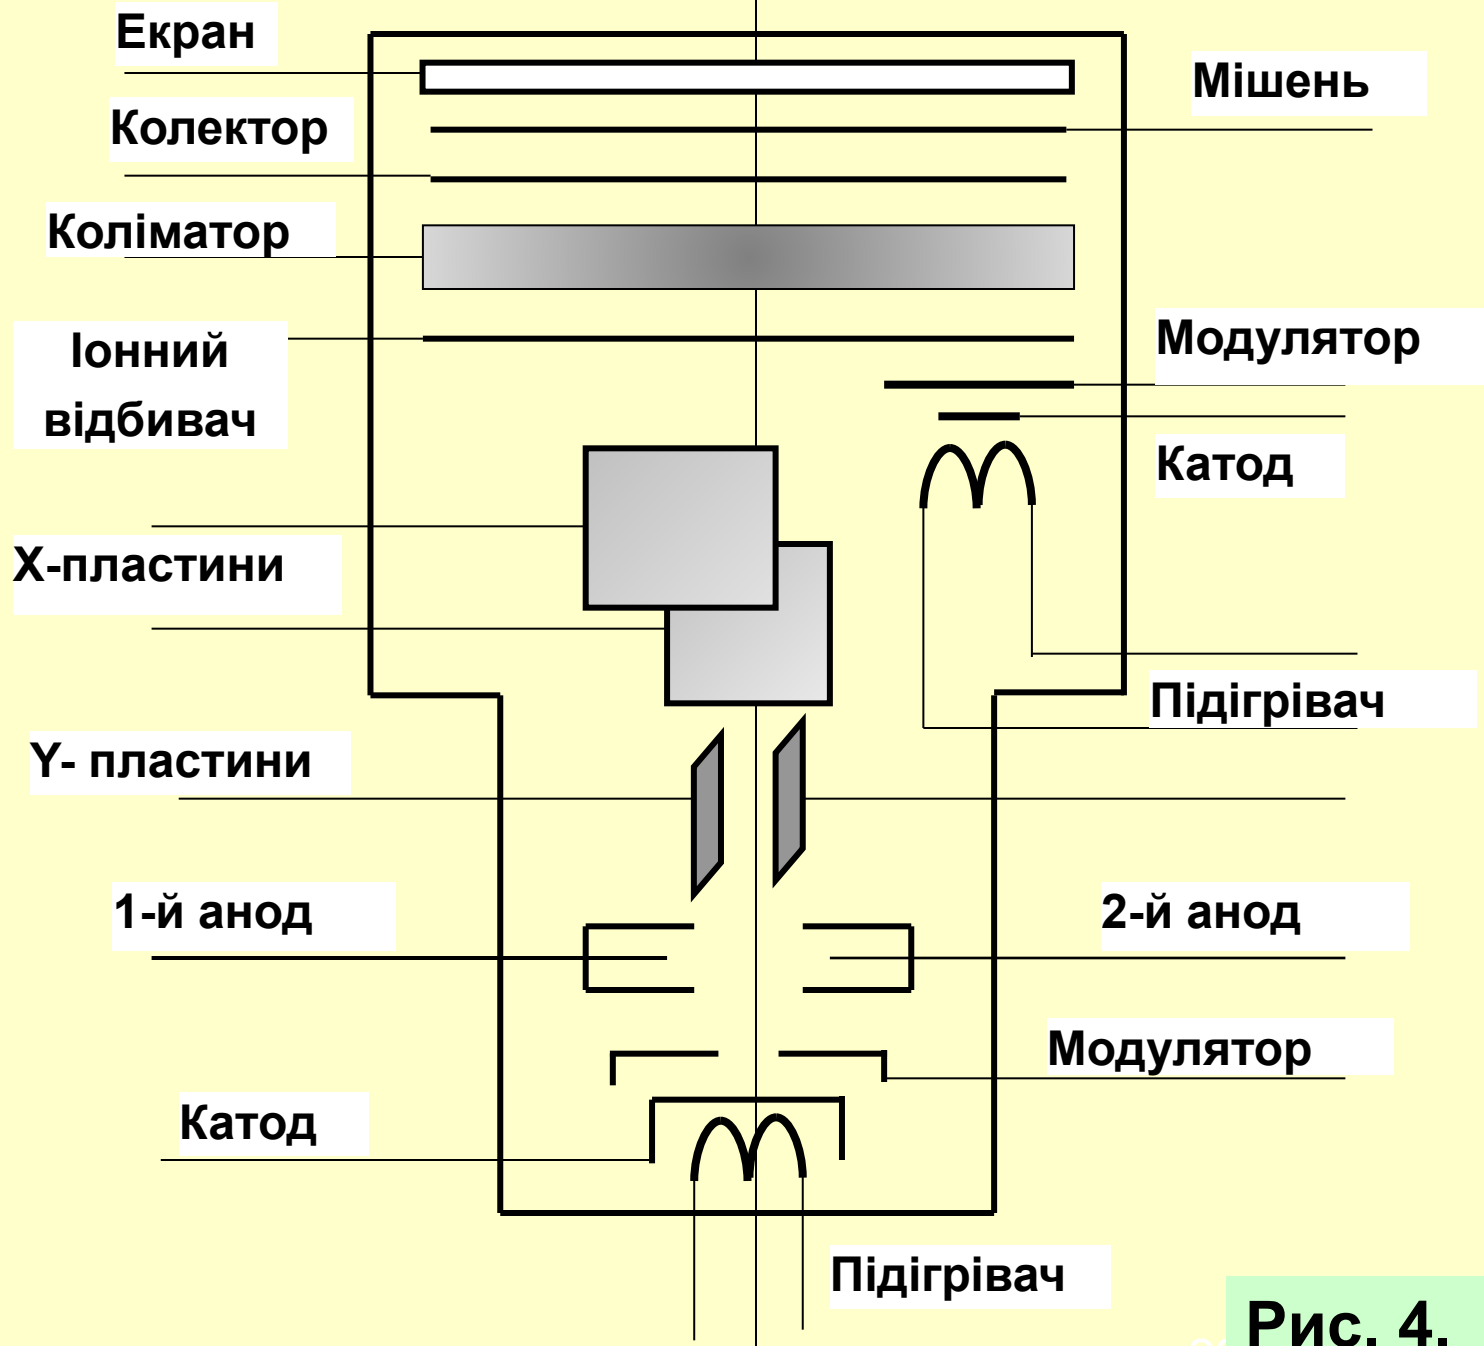 Екран
Мішень
Колектор
Коліматор
Іонний
відбивач
Модулятор
Катод
Х-пластини
Підігрівач
Y- пластини
1-й анод
2-й анод
Модулятор
Катод
Підігрівач
Рис. 4.